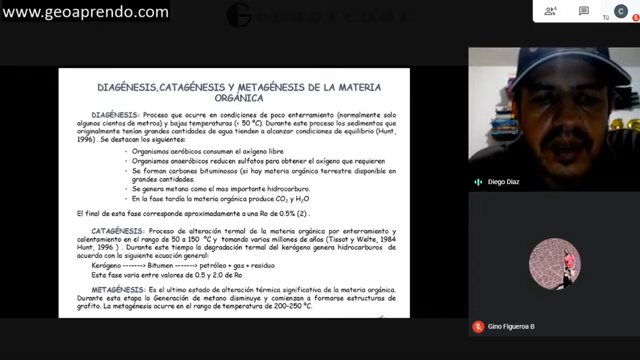 www.geoaprendo.com
Tú
C
DIAGÉNESIS,CATAGÉNESIS Y METAGÉNESIS DE LA MATERIA
ORGÁNICA
DIAGÉNESIS: Proceso que ocurre en condiciones de poco enterramiento (normalmente solo
algunos cientos de metros) y bajas temperaturas (< 50 ºC). Durante este proceso los sedimentos que
originalmente tenían grandes cantidades de agua tienden a alcanzar condiciones de equilibrio (Hunt,
1996) . Se destacan los siguientes:
• Organismos aeróbicos consumen el oxígeno libre
• Organismos anaeróbicos reducen sulfatos para obtener el oxígeno que requieren
• Se forman carbones bituminosos (si hay materia orgánica terrestre disponible en
grandes cantidades.
• Se genera metano como el mas importante hidrocarburo.
• En la fase tardía la materia orgánica produce CO2 y H2O
El final de esta fase corresponde aproximadamente a una Ro de 0.5% (2) .
CATAGÉNESIS: Proceso de alteración termal de la materia orgánica por enterramiento y
calentamiento en el rango de 50 a 150 ºC y tomando varios millones de años (Tissot y Welte, 1984
Hunt, 1996 ). Durante este tiempo la degradación termal del kerógeno genera hidrocarburos de
acuerdo con la siguiente ecuación general:
Kerógeno -------> Bitumen ------> petróleo + gas + residuo
Esta fase varia entre valores de 0.5 y 2.0 de Ro
METAGÉNESIS: Es el ultimo estado de alteración térmica significativa de la materia orgánica.
Durante esta etapa la Generación de metano disminuye y comienzan a formarse estructuras de
grafito. La metagénesis ocurre en el rango de temperatura de 200-250 ºC.
Diego Diaz
Gino Figueroa B